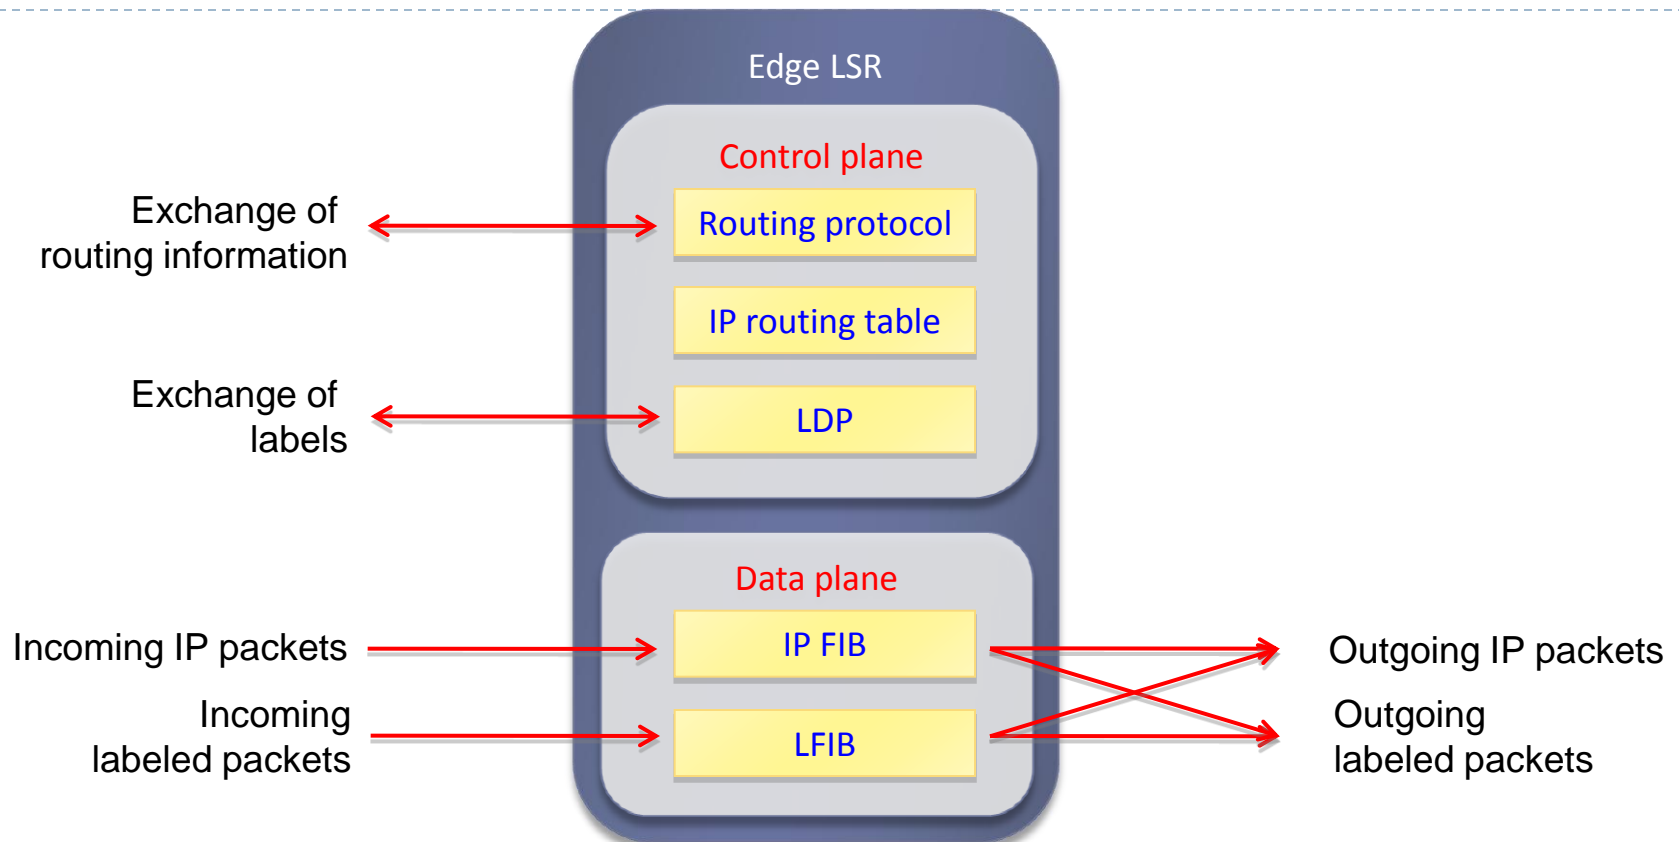 Edge LSR
Control plane
Exchange of
routing information
Routing protocol
IP routing table
Exchange of
labels
LDP
Data plane
Incoming IP packets
IP FIB
Outgoing IP packets
Incoming
labeled packets
LFIB
Outgoing
labeled packets